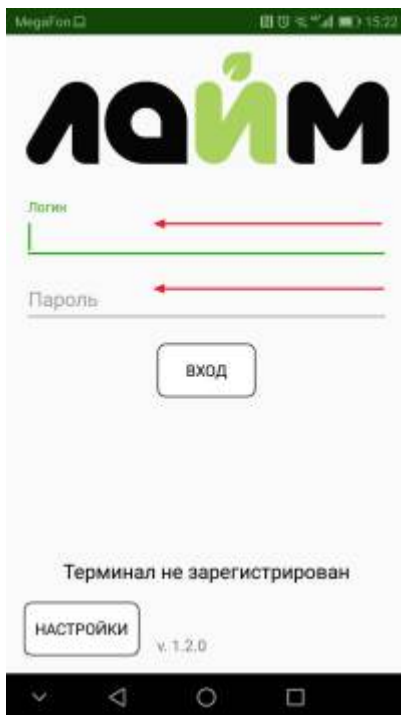 MegaFon 15:22
лайм
Логин
Пароль
ВХОД
Терминал не зарегистрирован
НАСТРОЙКИ
v. 1.2.0